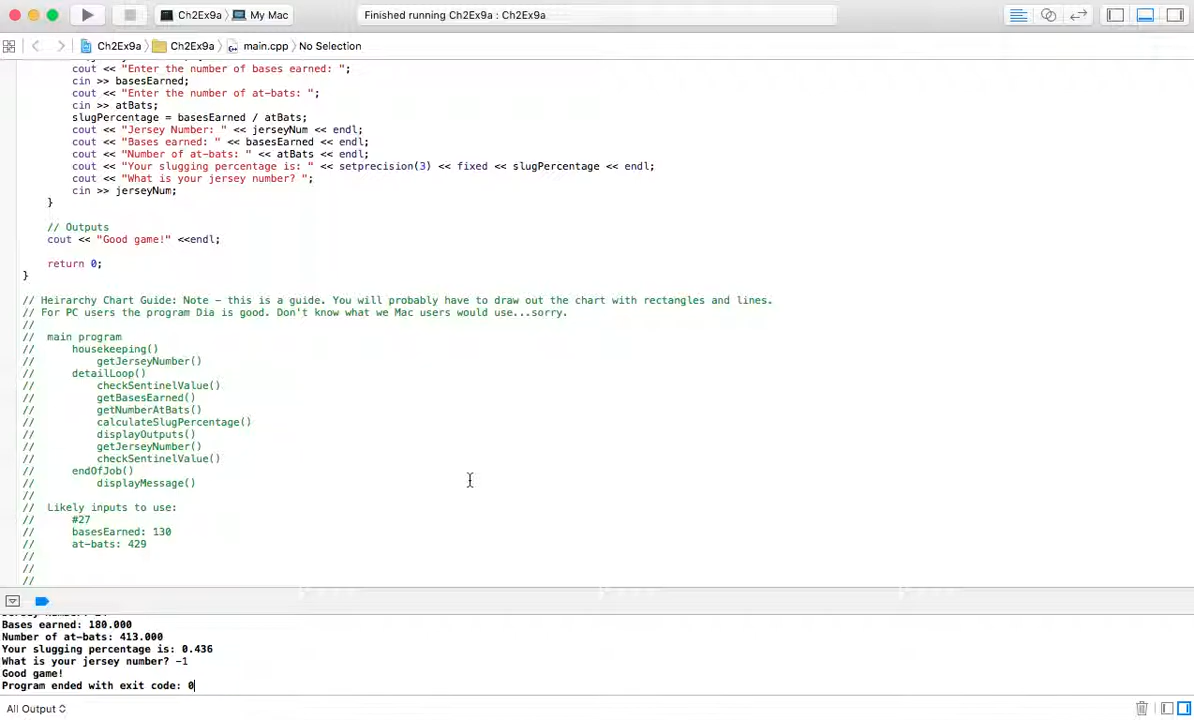 Ch2Ex9a My Mac Finished running Ch2Ex9a : Ch2Ex9a
Ch2Ex9a Ch2Ex9a main.cpp No Selection
cout << "Enter the number of bases earned: ";
cin >> basesEarned;
cout << "Enter the number of at-bats: ";
cin >> atBats;
slugPercentage = basesEarned / atBats;
cout << "Jersey Number: " << jerseyNum << endl;
cout << "Bases earned: " << basesEarned << endl;
cout << "Number of at-bats: " << atBats << endl;
cout << "Your slugging percentage is: " << setprecision(3) << fixed << slugPercentage << endl;
cout << "What is your jersey number? ";
cin >> jerseyNum;
}
// Outputs
cout << "Good game!" <<endl;
return 0;
}
// Heirarchy Chart Guide: Note - this is a guide. You will probably have to draw out the chart with rectangles and lines.
// For PC users the program Dia is good. Don't know what we Mac users would use...sorry.
//
// main program
// housekeeping()
// getJerseyNumber()
// detailLoop()
// checkSentinelValue()
// getBasesEarned()
// getNumberAtBats()
// calculateSlugPercentage()
// displayOutputs()
// getJerseyNumber()
// checkSentinelValue()
// endOfJob()
// displayMessage()
//
// Likely inputs to use:
// #27
// basesEarned: 130
// at-bats: 429
//
//
//
Bases earned: 180.000
Number of at-bats: 413.000
Your slugging percentage is: 0.436
What is your jersey number? -1
Good game!
Program ended with exit code: 0
All Output